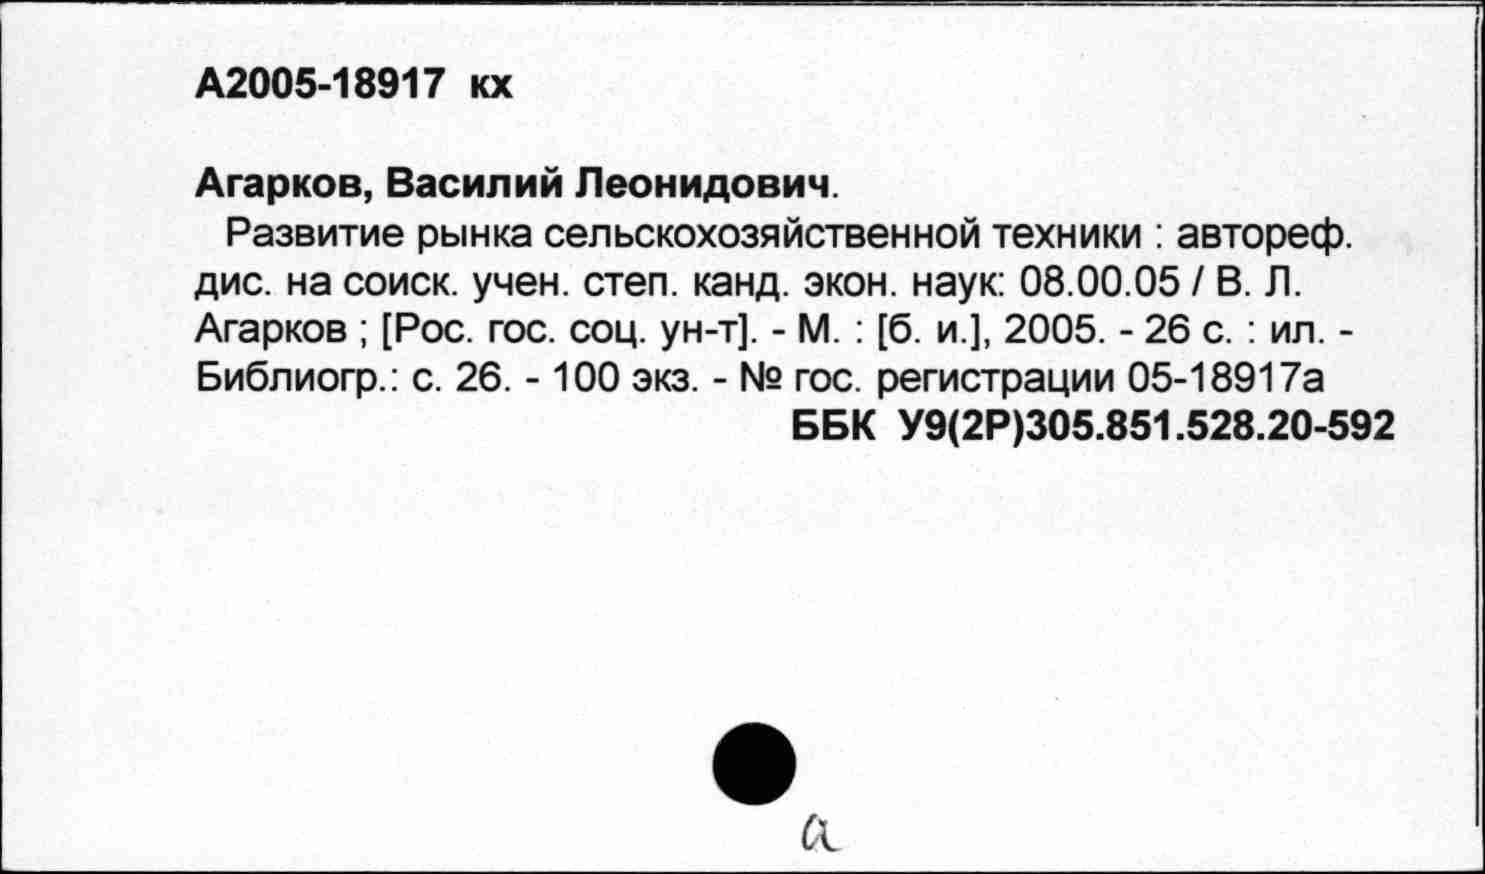 А2005-18917 кх
Агарков, Василий Леонидович.
Развитие рынка сельскохозяйственной техники : автореф.
дис. на соиск. учен. степ. канд. экон. наук: 08.00.05 / В. Л.
Агарков ; [Рос. гос. соц. ун-т]. - М. : [б. и.], 2005. - 26 с. : ил. -
Библиогр.: с. 26. - 100 экз. - № гос. регистрации 05-18917а
ББК У9(2Р)305.851.528.20-592
а